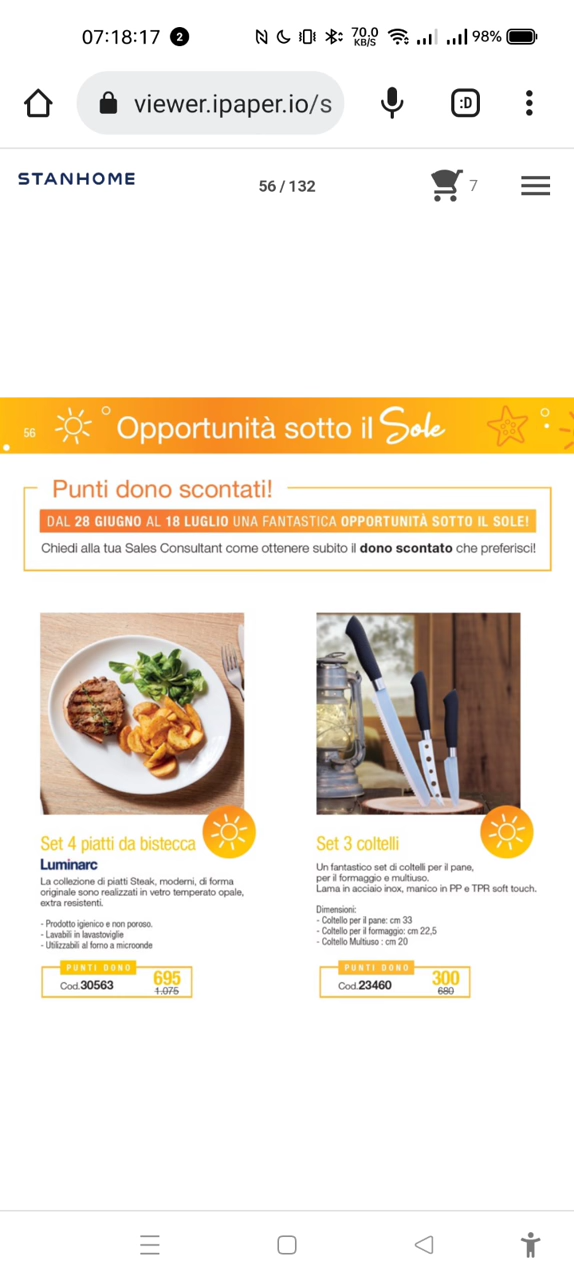 07:18:17 2 70.0 KB/S 98%
viewer.ipaper.io/s :D
STANHOME 56 / 132 7
56 Opportunità sotto il Sole
Punti dono scontati!
DAL 28 GIUGNO AL 18 LUGLIO UNA FANTASTICA OPPORTUNITÀ SOTTO IL SOLE!
Chiedi alla tua Sales Consultant come ottenere subito il dono scontato che preferisci!
Set 4 piatti da bistecca
Luminarc
La collezione di piatti Steak, moderni, di forma
originale sono realizzati in vetro temperato opale,
extra resistenti.
- Prodotto igienico e non poroso.
- Lavabili in lavastoviglie
- Utilizzabili al forno a microonde
PUNTI DONO
Cod.30563 695
1.075
Set 3 coltelli
Un fantastico set di coltelli per il pane,
per il formaggio e multiuso.
Lama in acciaio inox, manico in PP e TPR soft touch.
Dimensioni:
- Coltello per il pane: cm 33
- Coltello per il formaggio: cm 22,5
- Coltello Multiuso : cm 20
PUNTI DONO
Cod.23460 300
680